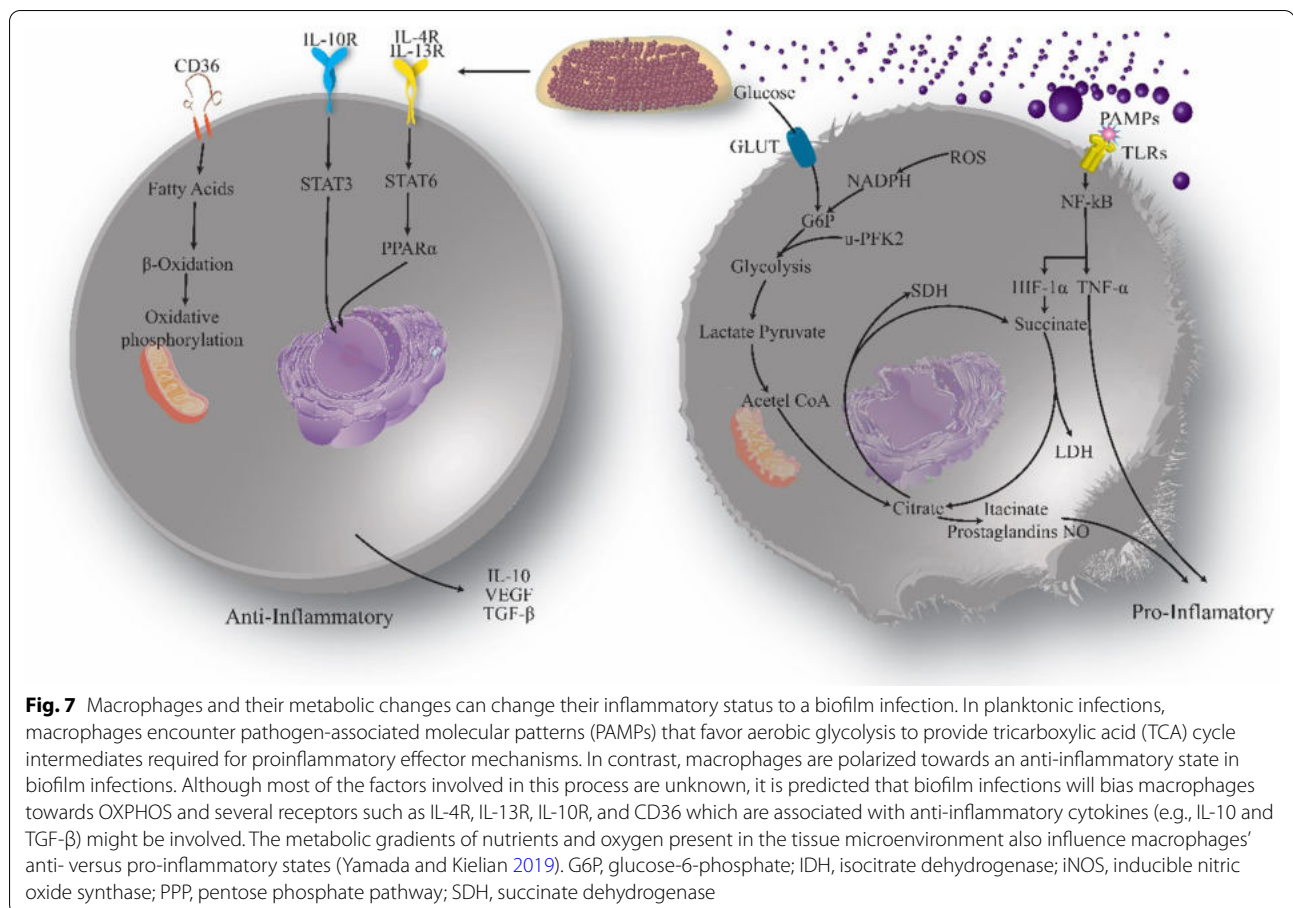 IL-10R
IL-4R
IL-13R
CD36
Fatty Acids
STAT3
STAT6
PPARα
β-Oxidation
Oxidative
phosphorylation
IL-10
VEGF
TGF-β
Anti-Inflammatory
Glucose
GLUT
PAMPs
TLRs
ROS
NADPH
NF-kB
G6P
u-PFK2
Glycolysis
SDH
HIF-1α TNF-α
Succinate
Lactate Pyruvate
Acetel CoA
LDH
Citrate
Itacinate
Prostaglandins NO
Pro-Inflamatory
Fig. 7 Macrophages and their metabolic changes can change their inflammatory status to a biofilm infection. In planktonic infections,
macrophages encounter pathogen-associated molecular patterns (PAMPs) that favor aerobic glycolysis to provide tricarboxylic acid (TCA) cycle
intermediates required for proinflammatory effector mechanisms. In contrast, macrophages are polarized towards an anti-inflammatory state in
biofilm infections. Although most of the factors involved in this process are unknown, it is predicted that biofilm infections will bias macrophages
towards OXPHOS and several receptors such as IL-4R, IL-13R, IL-10R, and CD36 which are associated with anti-inflammatory cytokines (e.g., IL-10 and
TGF-β) might be involved. The metabolic gradients of nutrients and oxygen present in the tissue microenvironment also influence macrophages’
anti- versus pro-inflammatory states (Yamada and Kielian 2019). G6P, glucose-6-phosphate; IDH, isocitrate dehydrogenase; iNOS, inducible nitric
oxide synthase; PPP, pentose phosphate pathway; SDH, succinate dehydrogenase